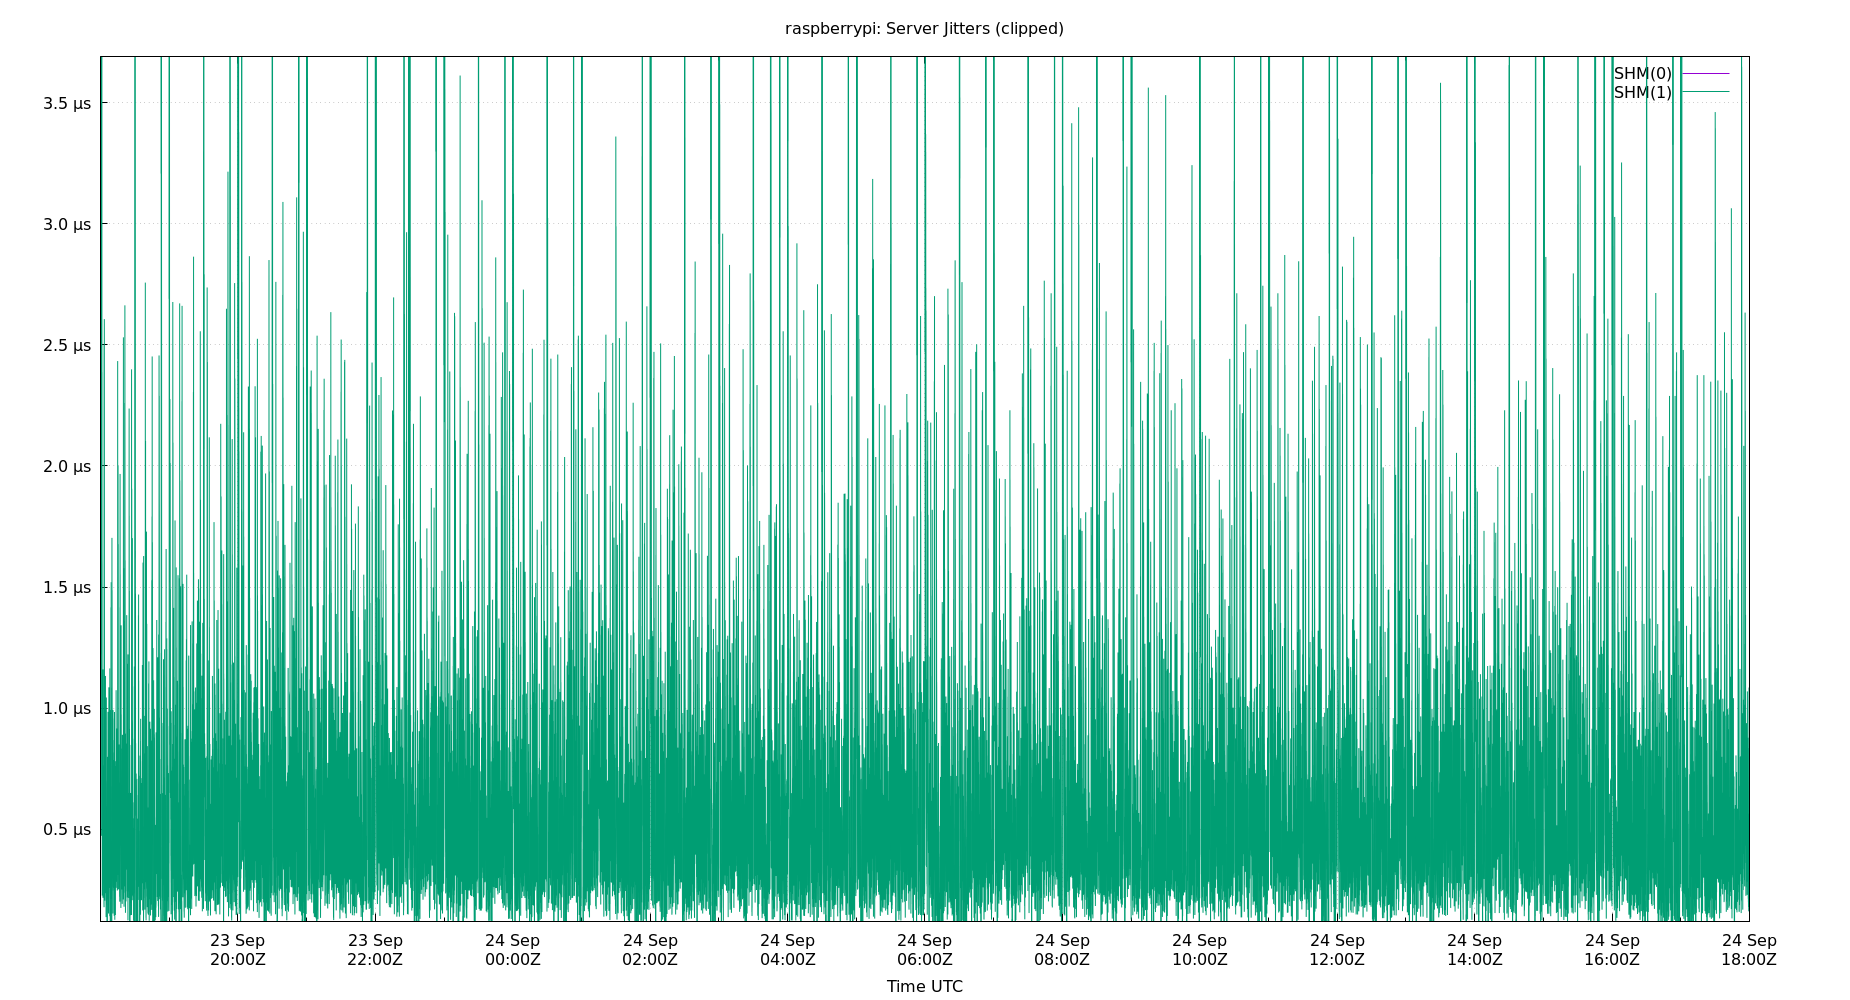 raspberrypi: Server Jitters (clipped)
SHM(0)
SHM(1)
3.5 µs
3.0 µs
2.5 µs
2.0 µs
1.5 µs
1.0 µs
0.5 µs
23 Sep 23 Sep 24 Sep 24 Sep 24 Sep 24 Sep 24 Sep 24 Sep 24 Sep 24 Sep 24 Sep 24 Sep
20:00Z 22:00Z 00:00Z 02:00Z 04:00Z 06:00Z 08:00Z 10:00Z 12:00Z 14:00Z 16:00Z 18:00Z
Time UTC